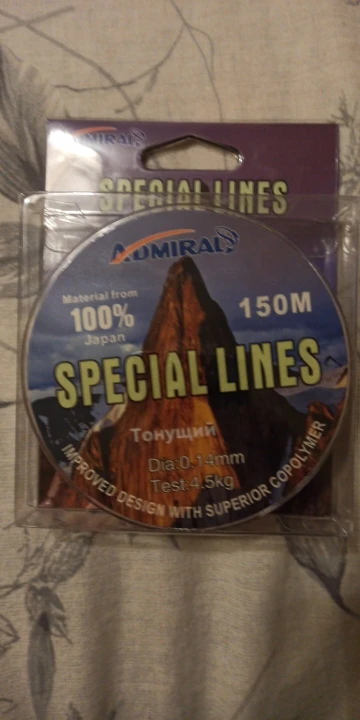 ADMIRAL
SPECIAL LINES
ADMIRAL
Material from
100%
Japan
150M
SPECIAL LINES
Тонущий
Dia:0-14mm
Test:4.5kg
IMPROVED DESIGN WITH SUPERIOR COPOLYMER